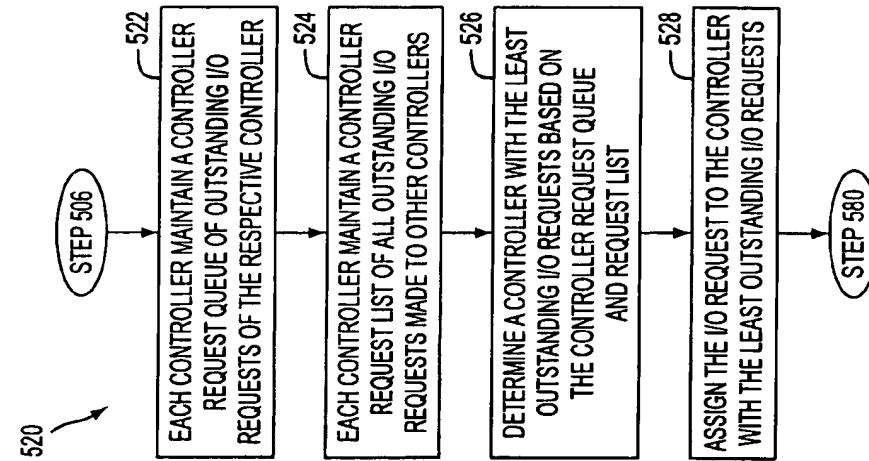 520
STEP 506
522
EACH CONTROLLER MAINTAIN A CONTROLLER
REQUEST QUEUE OF OUTSTANDING I/O
REQUESTS OF THE RESPECTIVE CONTROLLER
524
EACH CONTROLLER MAINTAIN A CONTROLLER
REQUEST LIST OF ALL OUTSTANDING I/O
REQUESTS MADE TO OTHER CONTROLLERS
526
DETERMINE A CONTROLLER WITH THE LEAST
OUTSTANDING I/O REQUESTS BASED ON
THE CONTROLLER REQUEST QUEUE
AND REQUEST LIST
528
ASSIGN THE I/O REQUEST TO THE CONTROLLER
WITH THE LEAST OUTSTANDING I/O REQUESTS
STEP 580